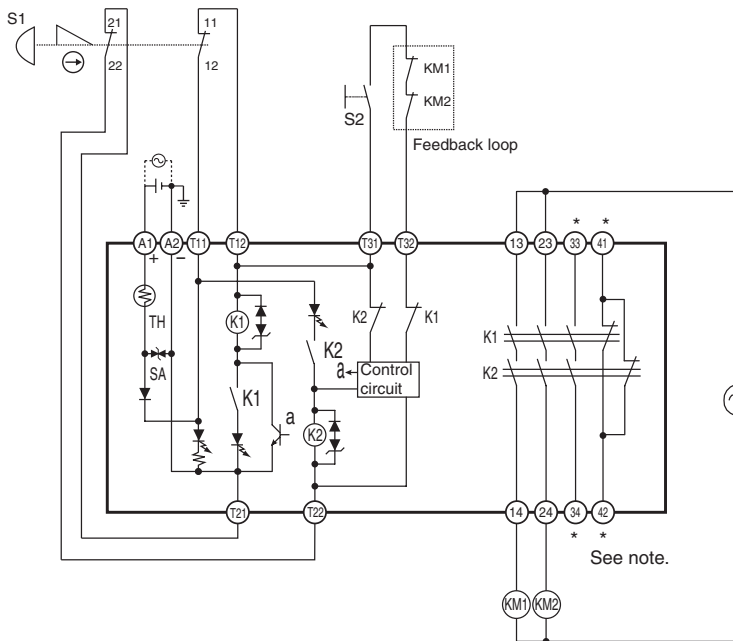 S1
21
22
11
12
S2
KM1
KM2
Feedback loop
A1
A2
T11
T12
T31
T32
13
23
*
33
*
41
+
−
TH
SA
K1
K1
a
K2
K2
K2
K1
a
Control
circuit
K1
K2
T21
T22
14
24
34
42
*
*
See note.
KM1
KM2